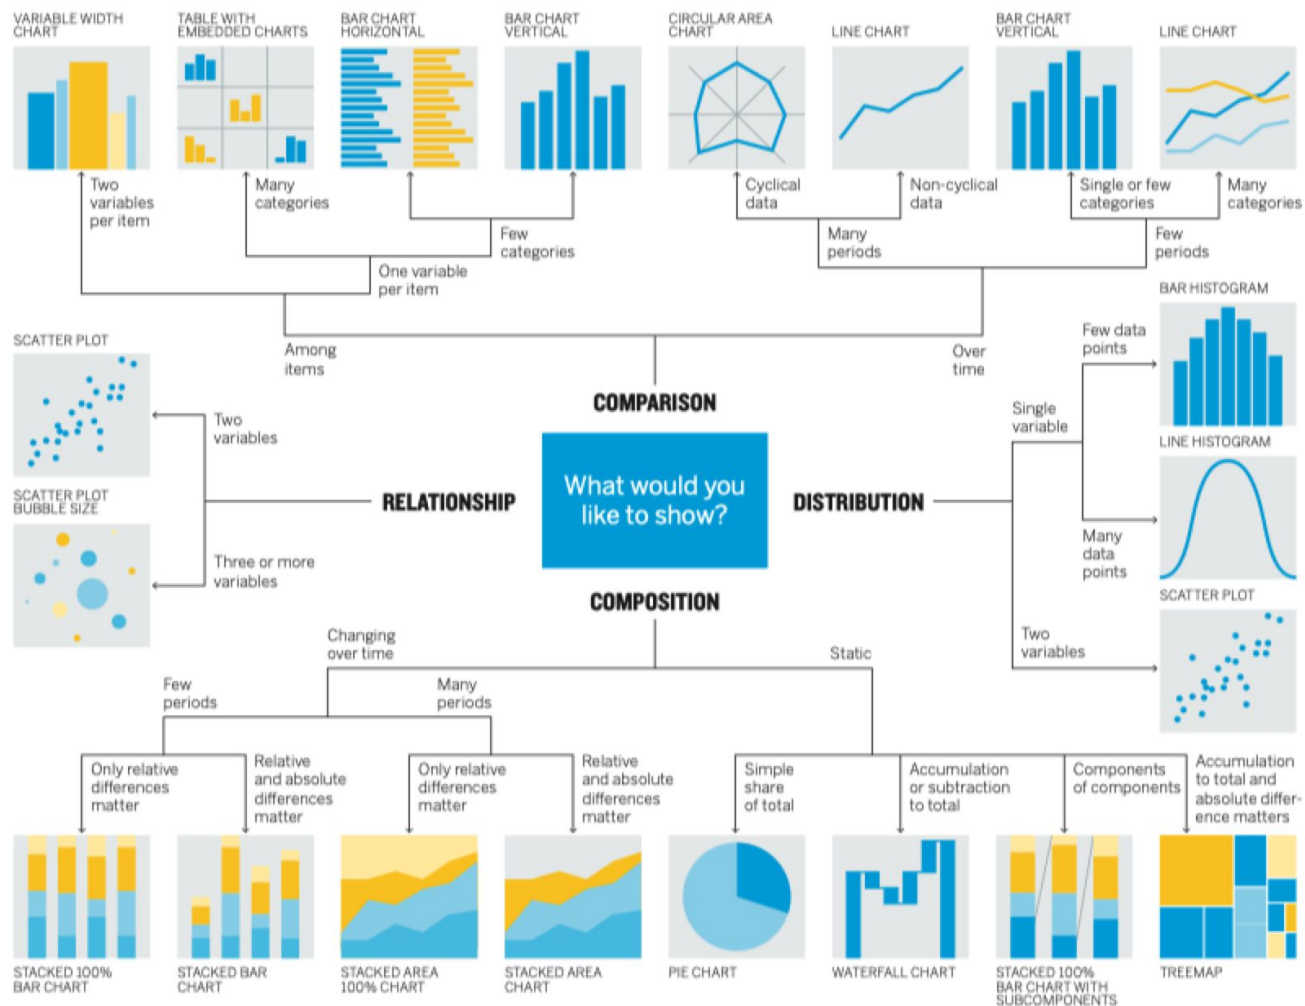 VARIABLE WIDTH
CHART
TABLE WITH
EMBEDDED CHARTS
BAR CHART
HORIZONTAL
BAR CHART
VERTICAL
CIRCULAR AREA
CHART
LINE CHART
BAR CHART
VERTICAL
LINE CHART
Two
variables
per item
Many
categories
Cyclical
data
Non-cyclical
data
Single or few
categories
Many
categories
Few
categories
Many
periods
Few
periods
One variable
per item
Among
items
Over
time
SCATTER PLOT
BAR HISTOGRAM
Few data
points
COMPARISON
Two
variables
Single
variable
LINE HISTOGRAM
SCATTER PLOT
BUBBLE SIZE
RELATIONSHIP
What would you
like to show?
DISTRIBUTION
Three or more
variables
Many
data
points
COMPOSITION
SCATTER PLOT
Two
variables
Changing
over time
Static
Few
periods
Many
periods
Only relative
differences
matter
Relative
and absolute
differences
matter
Only relative
differences
matter
Relative
and absolute
differences
matter
Simple
share
of total
Accumulation
or subtraction
to total
Components
of components
Accumulation
to total and
absolute differ-
ence matters
STACKED 100%
BAR CHART
STACKED BAR
CHART
STACKED AREA
100% CHART
STACKED AREA
CHART
PIE CHART
WATERFALL CHART
STACKED 100%
BAR CHART WITH
SUBCOMPONENTS
TREEMAP